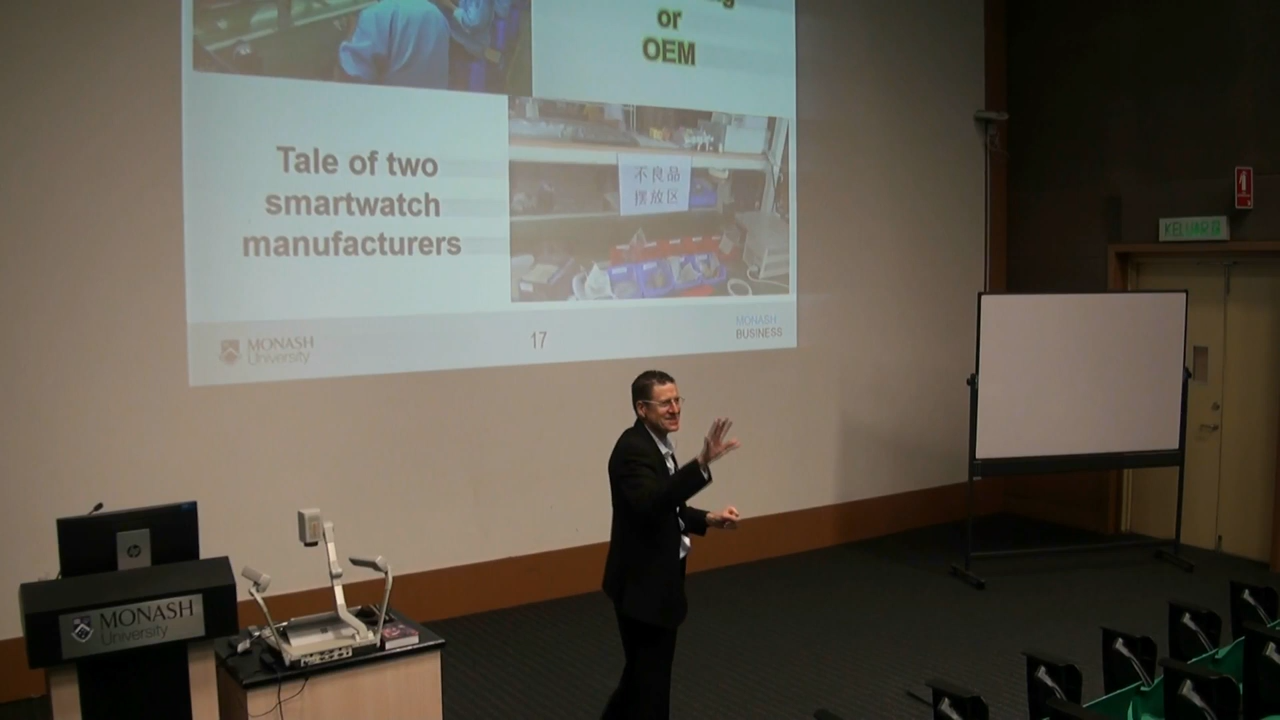 or
OEM
Tale of two
smartwatch
manufacturers
不良品
摆放区
MONASH
University
17
MONASH
BUSINESS
KELUAR
hp
MONASH
University